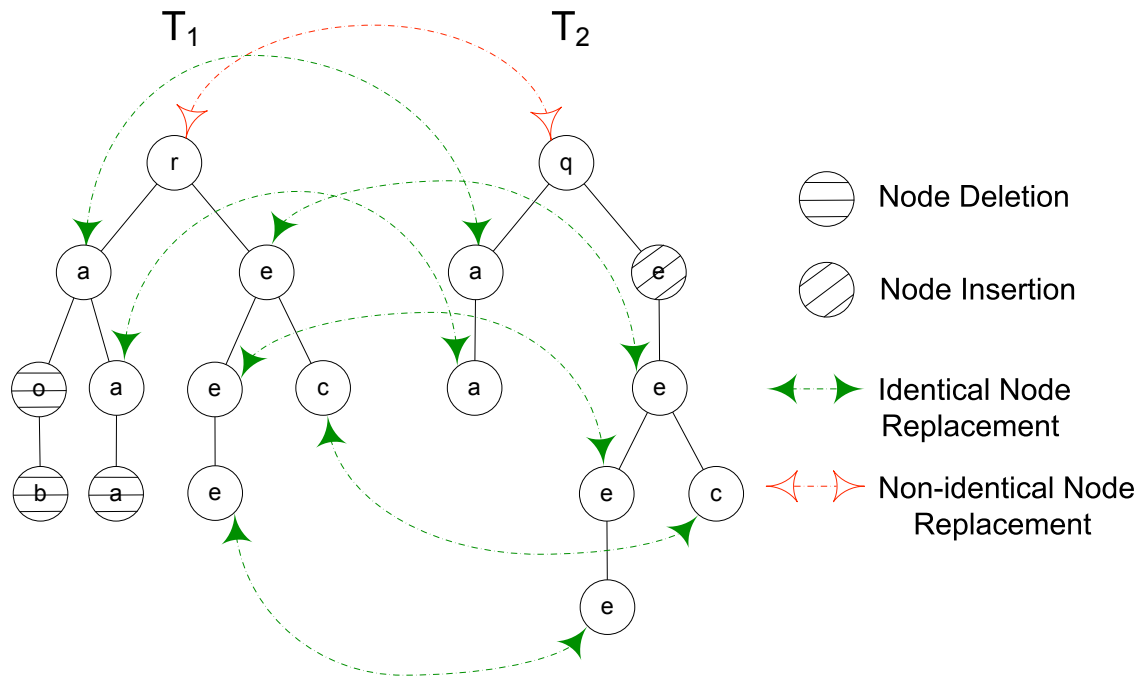 T1 T2
r q
a e a e
o a e c a e
b a e e c
e
Node Deletion
Node Insertion
Identical Node
Replacement
Non-identical Node
Replacement